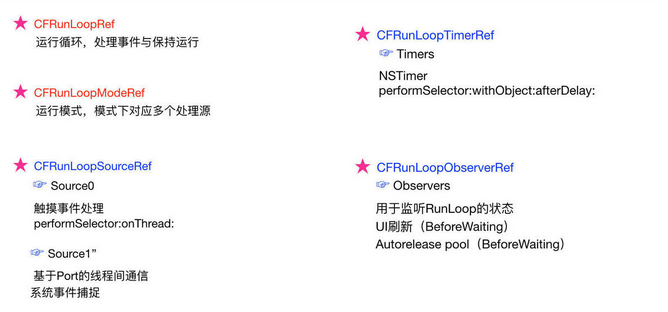 CFRunLoopRef
运行循环，处理事件与保持运行
CFRunLoopModeRef
运行模式，模式下对应多个处理源
CFRunLoopSourceRef
Source0
触摸事件处理
performSelector:onThread:
Source1”
基于Port的线程间通信
系统事件捕捉
CFRunLoopTimerRef
Timers
NSTimer
performSelector:withObject:afterDelay:
CFRunLoopObserverRef
Observers
用于监听RunLoop的状态
UI刷新（BeforeWaiting）
Autorelease pool（BeforeWaiting）